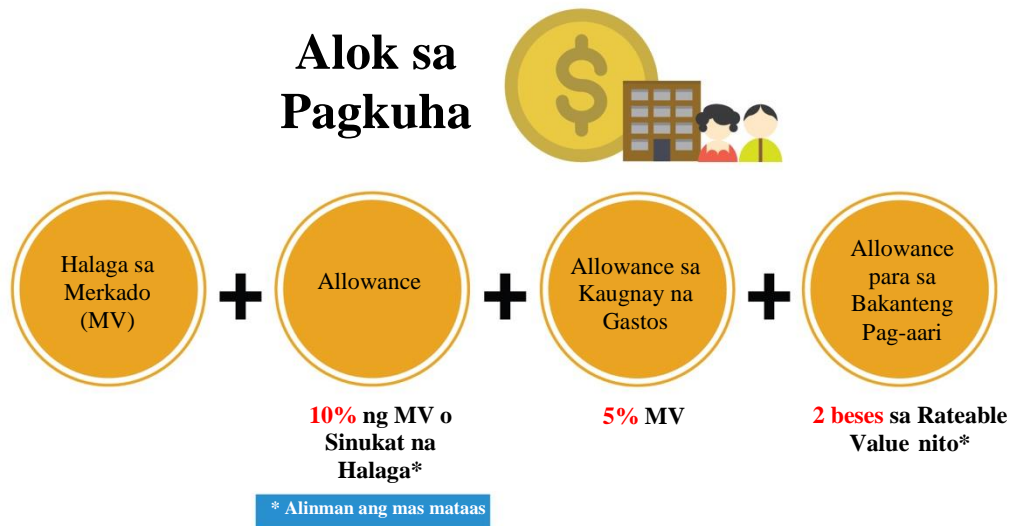 Alok sa
Pagkuha
$
Halaga sa
Merkado
(MV)
+
Allowance
+
Allowance sa
Kaugnay na
Gastos
+
Allowance
para sa
Bakanteng
Pag-aari
10% ng MV o
Sinukat na
Halaga*
5% MV
2 beses sa Rateable
Value nito*
* Alinman ang mas mataas